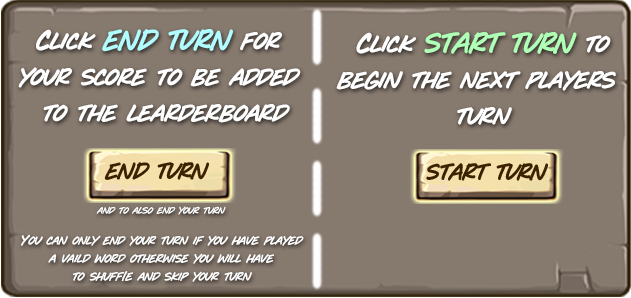 Click END TURN for
your score to be added
to the learderboard
END TURN
and to also end your turn
You can only end your turn if you have played
a vaild word otherwise you will have
to shuffle and skip your turn
Click START TURN to
begin the next players
turn
START TURN